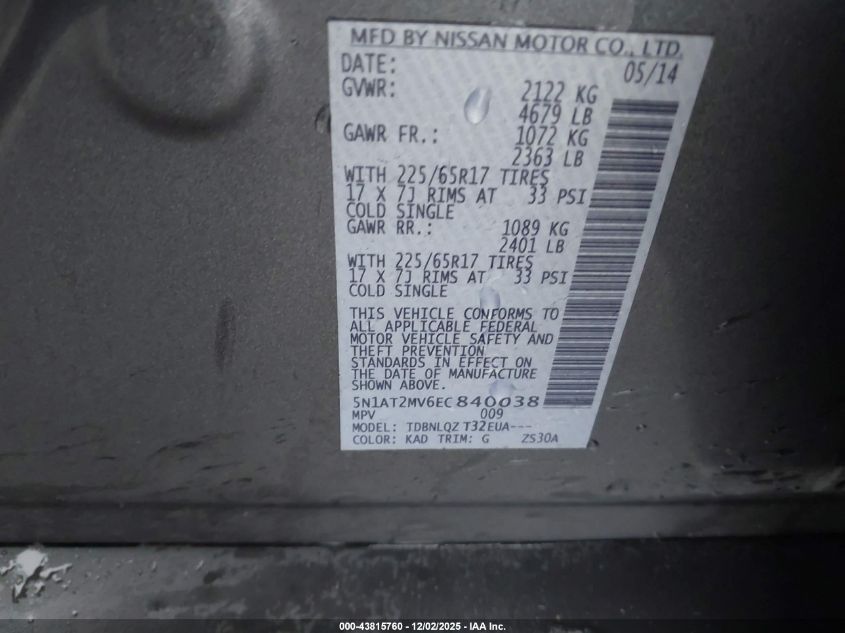 MFD BY NISSAN MOTOR CO., LTD.
DATE: 05/14
GVWR: 2122 KG
4679 LB
GAWR FR.: 1072 KG
2363 LB
WITH 225/65R17 TIRES
17 X 7J RIMS AT 33 PSI
COLD SINGLE
GAWR RR.: 1089 KG
2401 LB
WITH 225/65R17 TIRES
17 X 7J RIMS AT 33 PSI
COLD SINGLE
THIS VEHICLE CONFORMS TO
ALL APPLICABLE FEDERAL
MOTOR VEHICLE SAFETY AND
THEFT PREVENTION
STANDARDS IN EFFECT ON
THE DATE OF MANUFACTURE
SHOWN ABOVE.
5N1AT2MV6EC840038
MPV 009
MODEL: TDBNLQZ T32EUA---
COLOR: KAD TRIM: G ZS30A
000-43815760 - 12/02/2025 - IAA Inc.